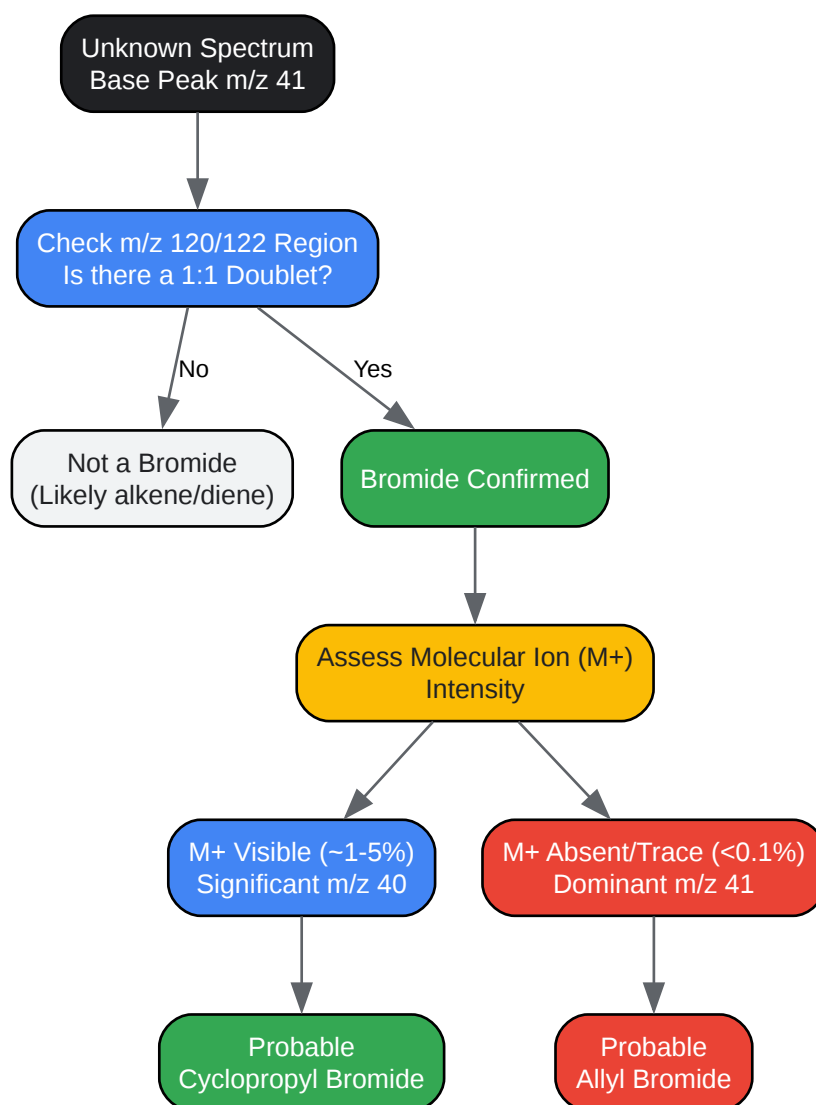 Unknown Spectrum
Base Peak m/z 41
Check m/z 120/122 Region
Is there a 1:1 Doublet?
No
Yes
Not a Bromide
(Likely alkene/diene)
Bromide Confirmed
Assess Molecular Ion (M+)
Intensity
M+ Visible (~1-5%)
Significant m/z 40
M+ Absent/Trace (<0.1%)
Dominant m/z 41
Probable
Cyclopropyl Bromide
Probable
Allyl Bromide